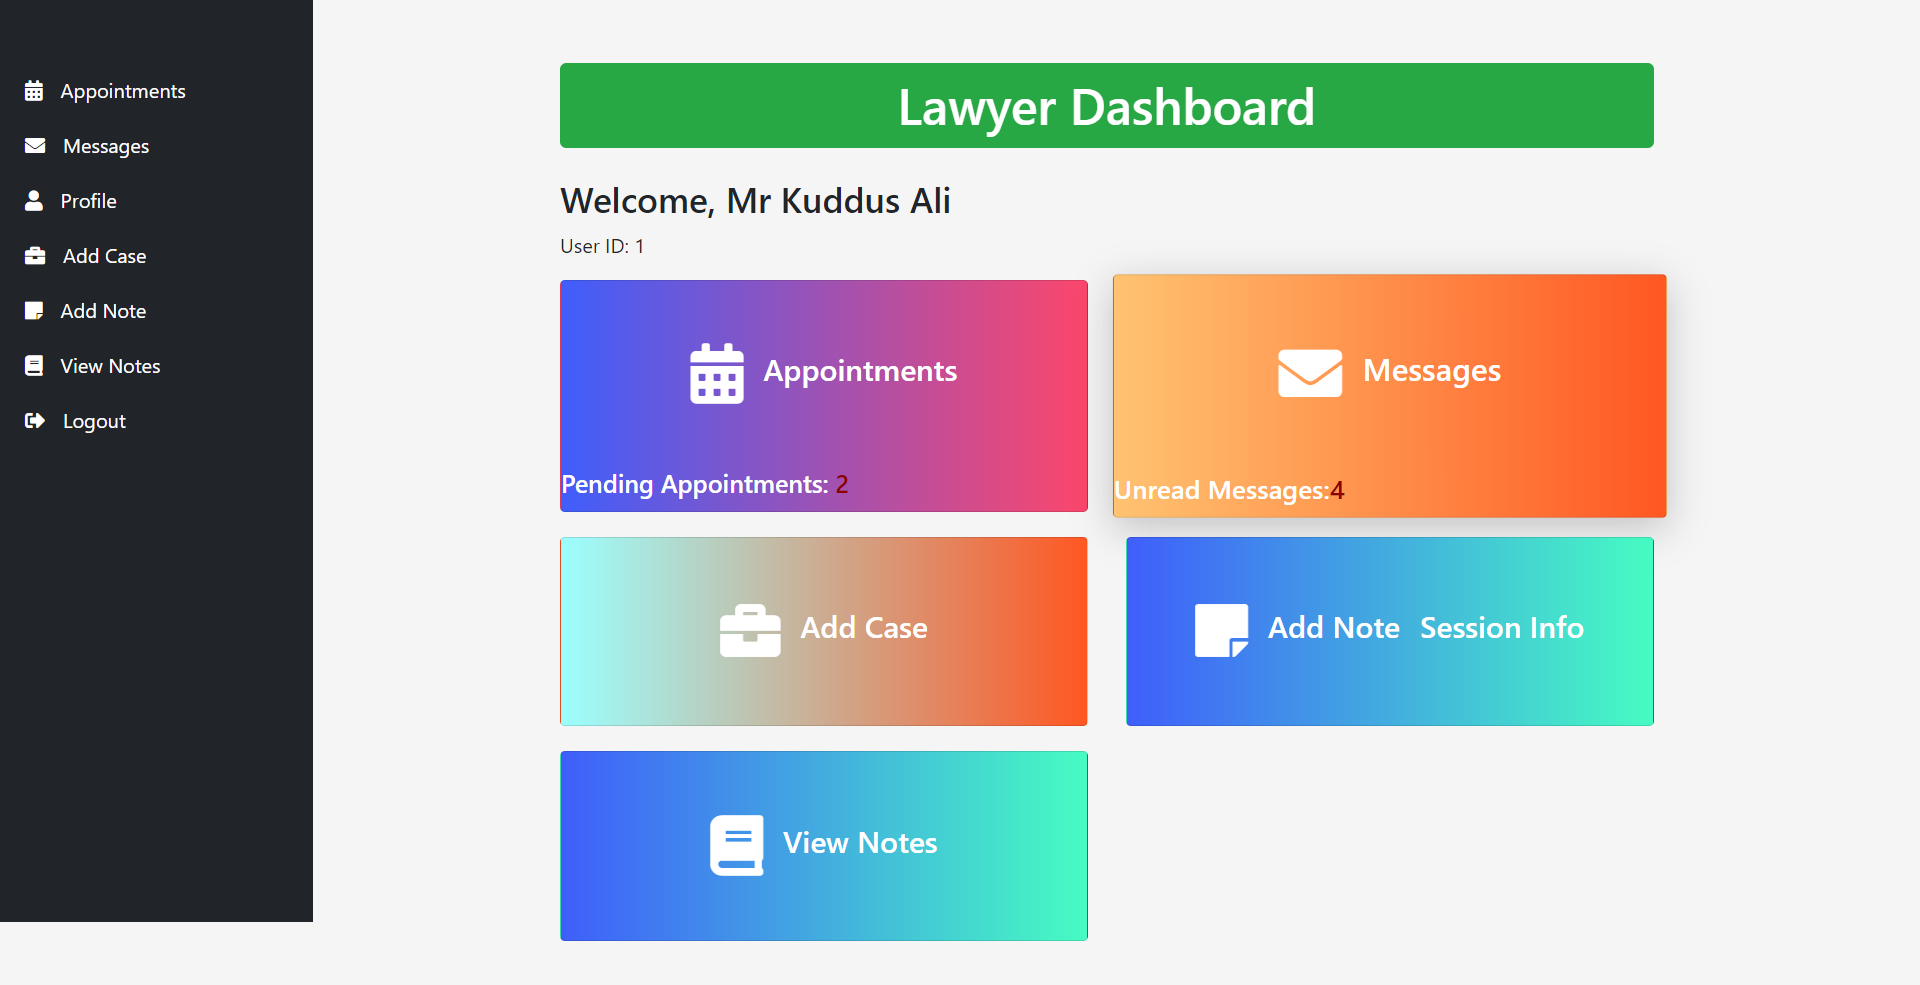 Appointments
Messages
Profile
Add Case
Add Note
View Notes
Logout
Lawyer Dashboard
Welcome, Mr Kuddus Ali
User ID: 1
Appointments
Pending Appointments: 2
Messages
Unread Messages:4
Add Case
Add Note Session Info
View Notes